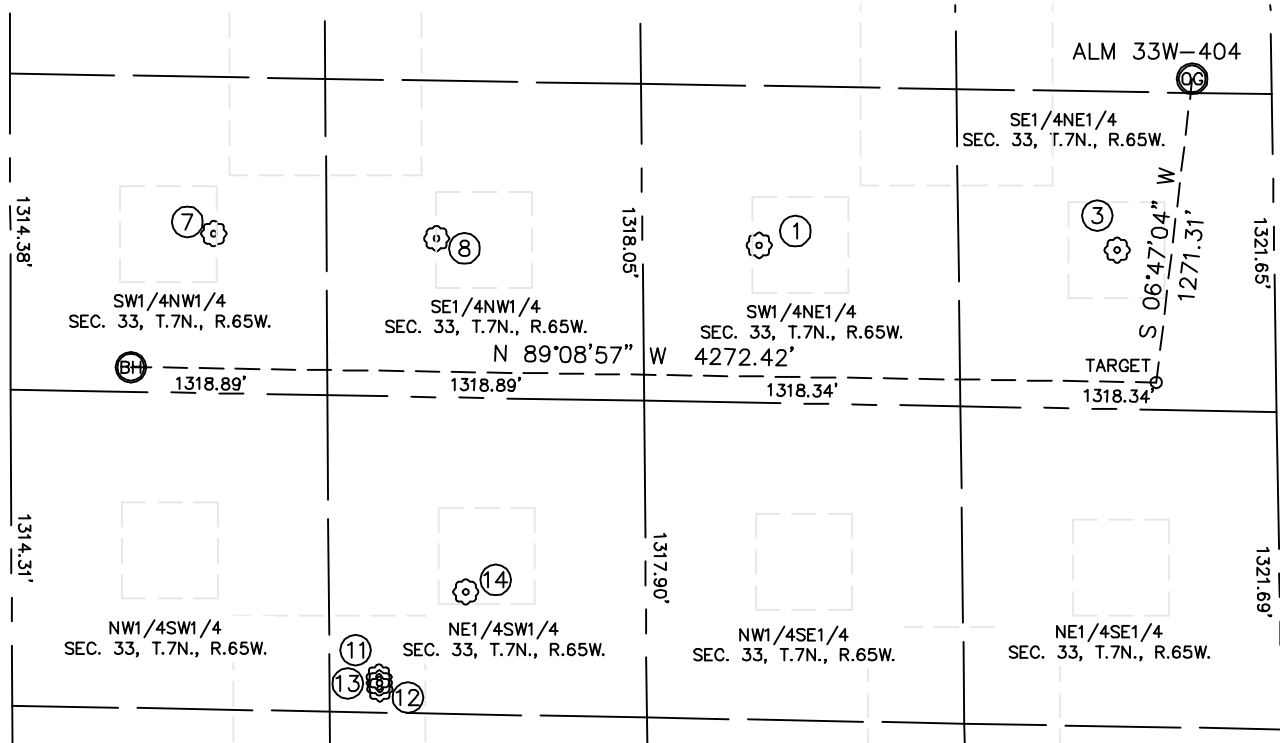 ALM 33W-404
OG
SE1/4NE1/4
SEC. 33, T.7N., R.65W.
1314.38'
7
8
1318.05'
1
3
S 06°47'04" W
1271.31'
1321.65'
SW1/4NW1/4
SEC. 33, T.7N., R.65W.
SE1/4NW1/4
SEC. 33, T.7N., R.65W.
SW1/4NE1/4
SEC. 33, T.7N., R.65W.
BH
N 89°08'57" W 4272.42'
TARGET
1318.89'
1318.89'
1318.34'
1318.34'
1314.31'
1317.90'
1321.69'
14
NW1/4SW1/4
SEC. 33, T.7N., R.65W.
NE1/4SW1/4
SEC. 33, T.7N., R.65W.
NW1/4SE1/4
SEC. 33, T.7N., R.65W.
NE1/4SE1/4
SEC. 33, T.7N., R.65W.
11
13
12